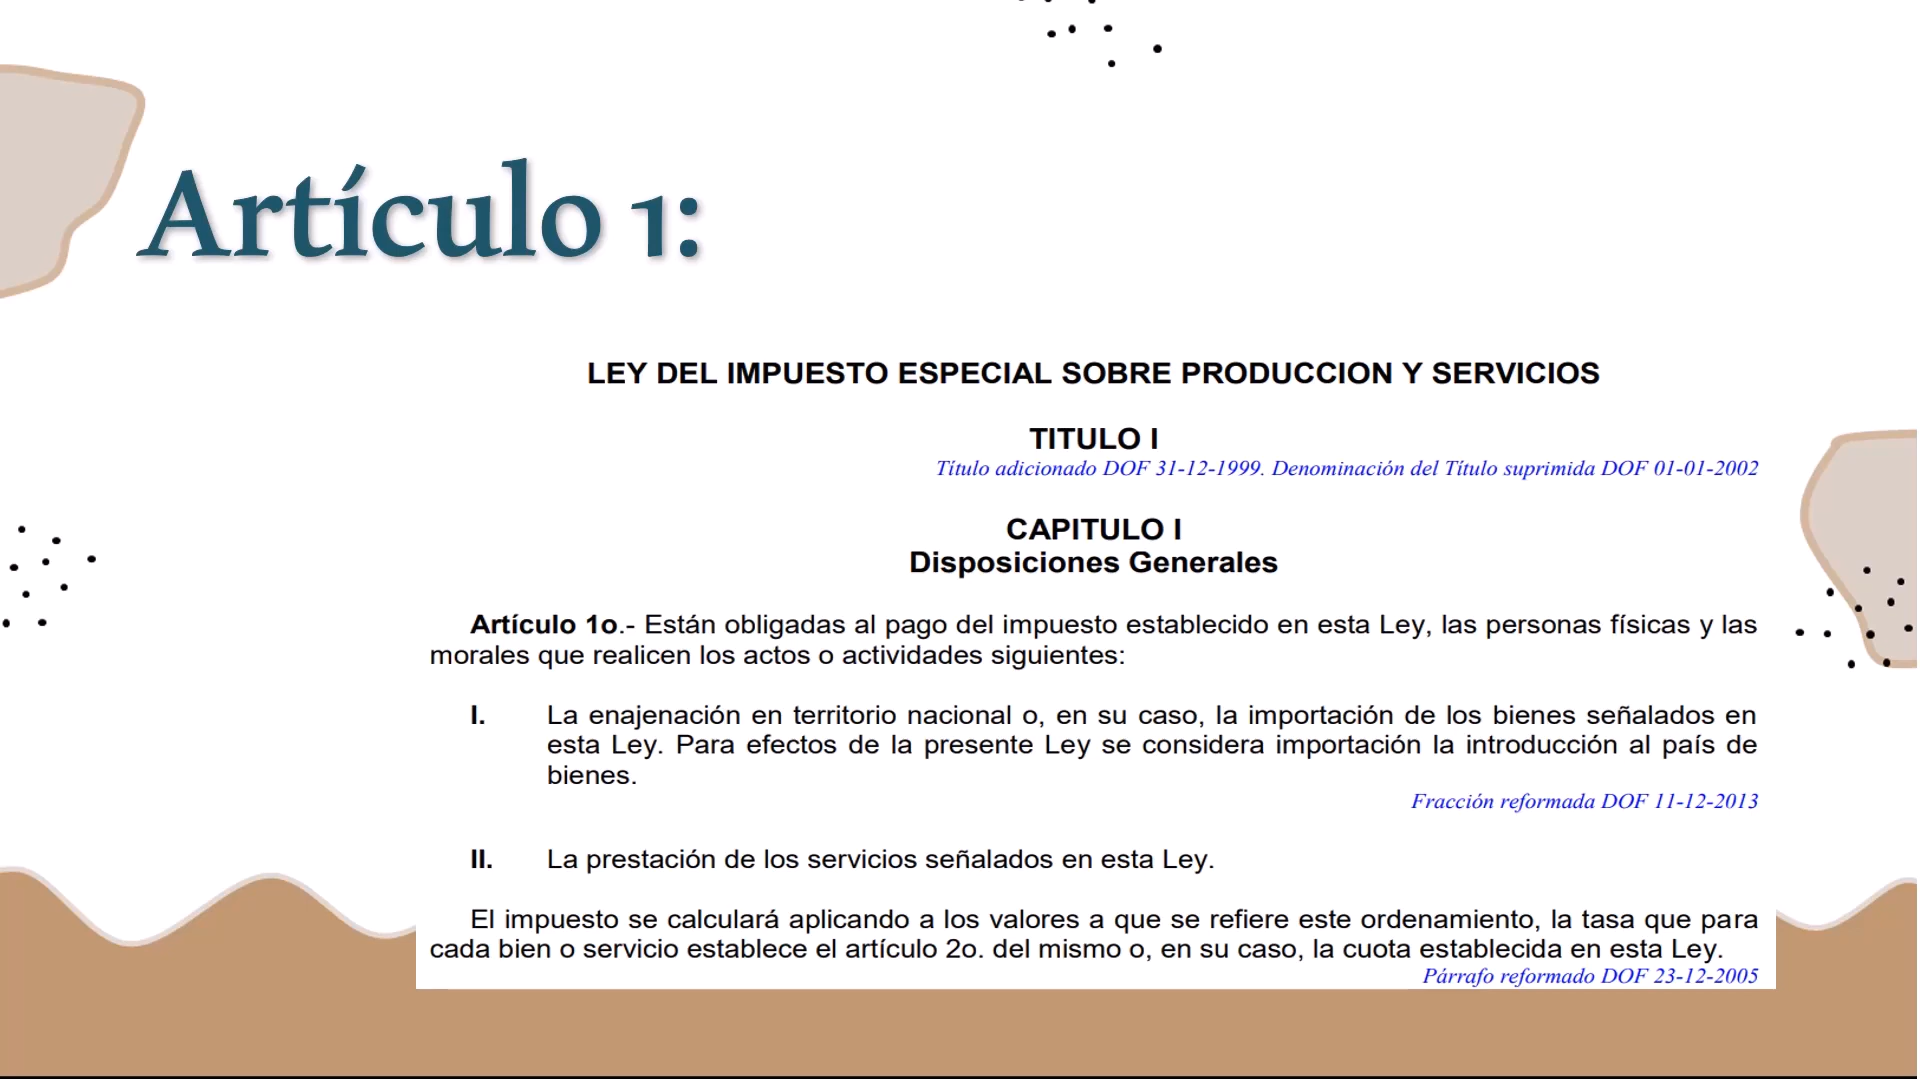 Artículo 1:
LEY DEL IMPUESTO ESPECIAL SOBRE PRODUCCION Y SERVICIOS
TITULO I
Título adicionado DOF 31-12-1999. Denominación del Título suprimida DOF 01-01-2002
CAPITULO I
Disposiciones Generales
Artículo 1o.- Están obligadas al pago del impuesto establecido en esta Ley, las personas físicas y las
morales que realicen los actos o actividades siguientes:
I. La enajenación en territorio nacional o, en su caso, la importación de los bienes señalados en
esta Ley. Para efectos de la presente Ley se considera importación la introducción al país de
bienes.
Fracción reformada DOF 11-12-2013
II. La prestación de los servicios señalados en esta Ley.
El impuesto se calculará aplicando a los valores a que se refiere este ordenamiento, la tasa que para
cada bien o servicio establece el artículo 2o. del mismo o, en su caso, la cuota establecida en esta Ley.
Párrafo reformado DOF 23-12-2005